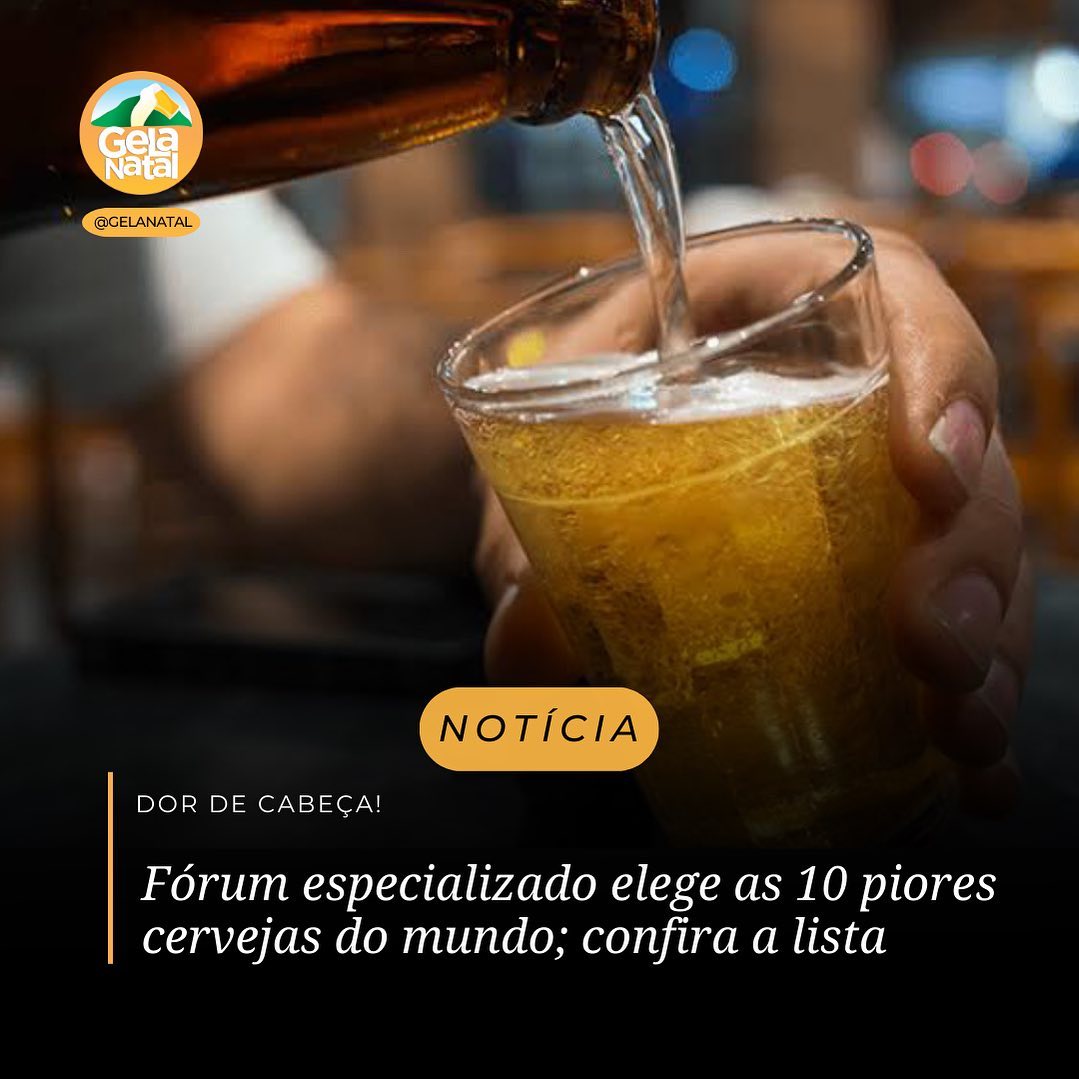 Gela
Natal
@GELANATAL
NOTÍCIA
DOR DE CABEÇA!
Fórum especializado elege as 10 piores
cervejas do mundo; confira a lista